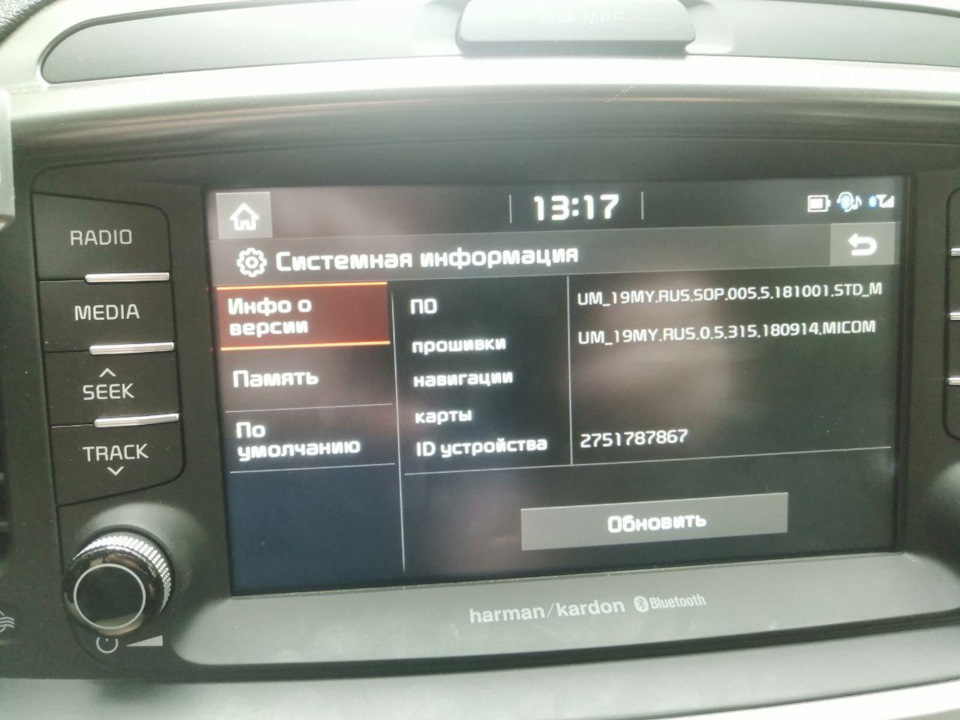 MAP
13:17
RADIO
MEDIA
SEEK
TRACK
Системная информация
Инфо о
версии
Память
По
умолчанию
ПО
UM_19MY.RUS.SOP.005.5.181001.STD_M
прошивки
UM_19MY.RUS.0.5.315.180914.MICOM
навигации
карты
ID устройства
2751787867
Обновить
harman/kardon Bluetooth